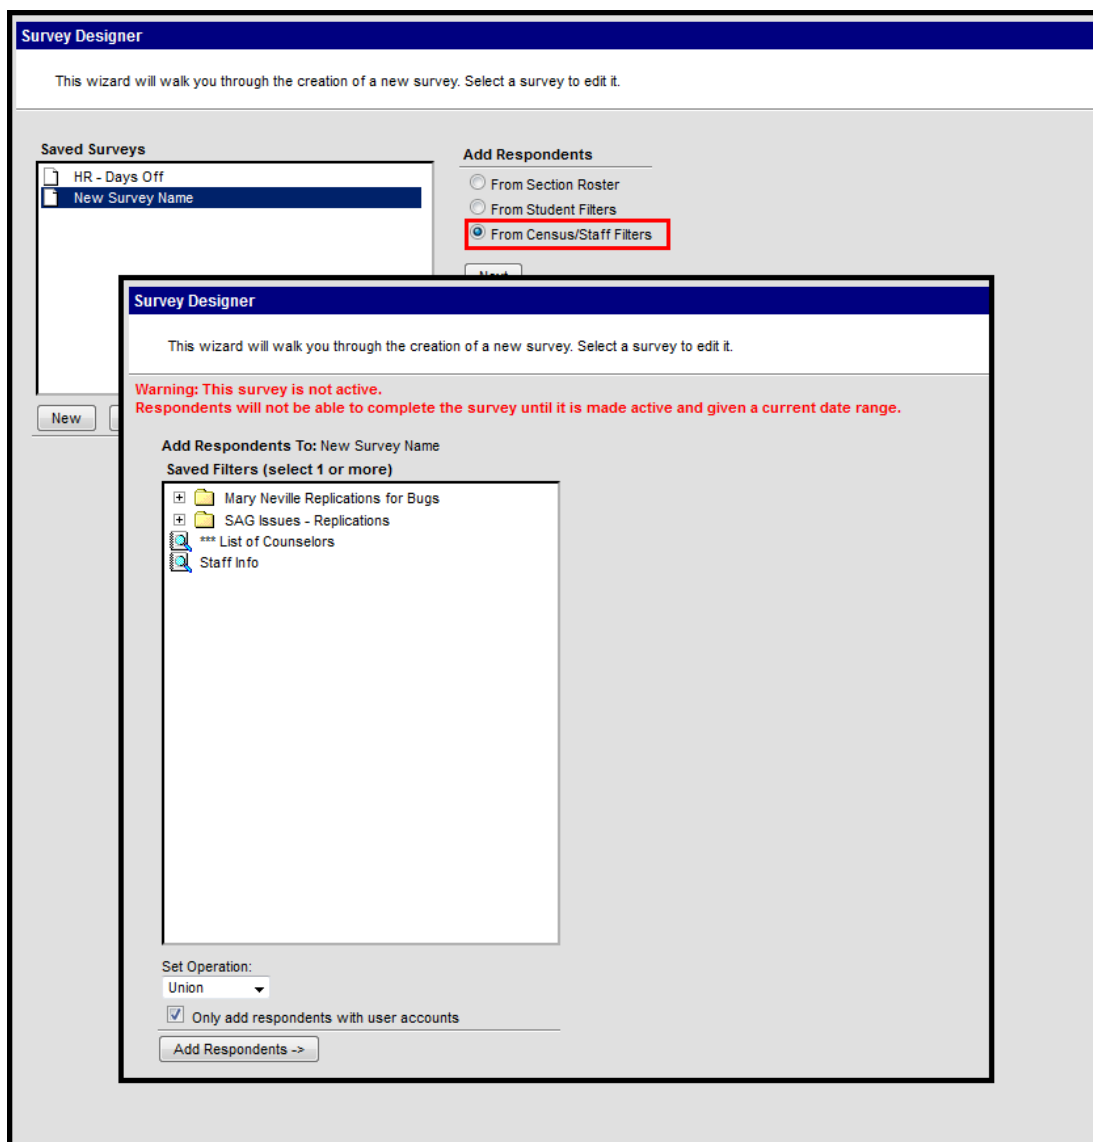 Survey Designer
This wizard will walk you through the creation of a new survey. Select a survey to edit it.
Saved Surveys
HR - Days Off
New Survey Name
New
Add Respondents
From Section Roster
From Student Filters
From Census/Staff Filters
Next
Survey Designer
This wizard will walk you through the creation of a new survey. Select a survey to edit it.
Warning: This survey is not active.
Respondents will not be able to complete the survey until it is made active and given a current date range.
Add Respondents To: New Survey Name
Saved Filters (select 1 or more)
Mary Neville Replications for Bugs
SAG Issues - Replications
*** List of Counselors
Staff Info
Set Operation:
Union
Only add respondents with user accounts
Add Respondents ->